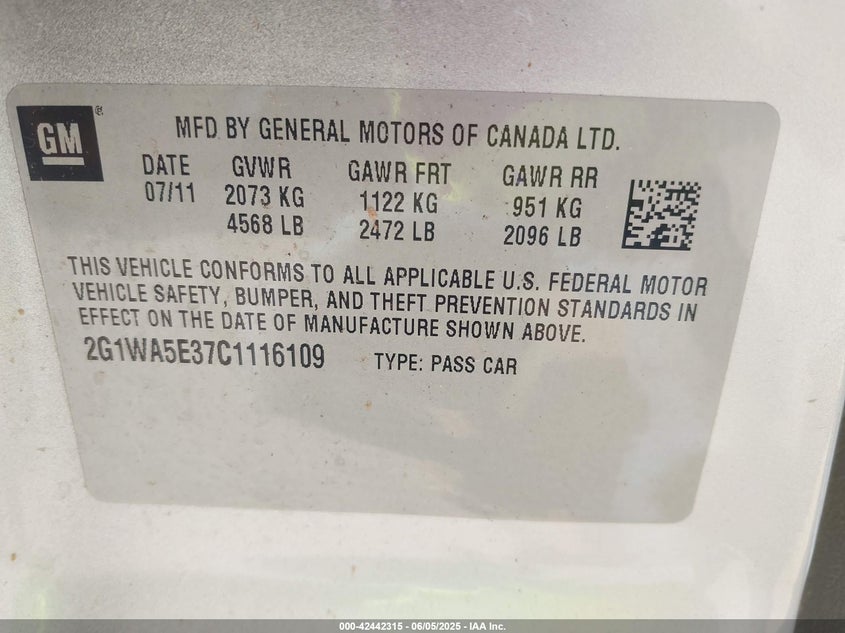 GM®
MFD BY GENERAL MOTORS OF CANADA LTD.
DATE GVWR GAWR FRT GAWR RR
07/11 2073 KG 1122 KG 951 KG
4568 LB 2472 LB 2096 LB
THIS VEHICLE CONFORMS TO ALL APPLICABLE U.S. FEDERAL MOTOR
VEHICLE SAFETY, BUMPER, AND THEFT PREVENTION STANDARDS IN
EFFECT ON THE DATE OF MANUFACTURE SHOWN ABOVE.
2G1WA5E37C1116109 TYPE: PASS CAR
000-42442315 - 06/05/2025 - IAA Inc.